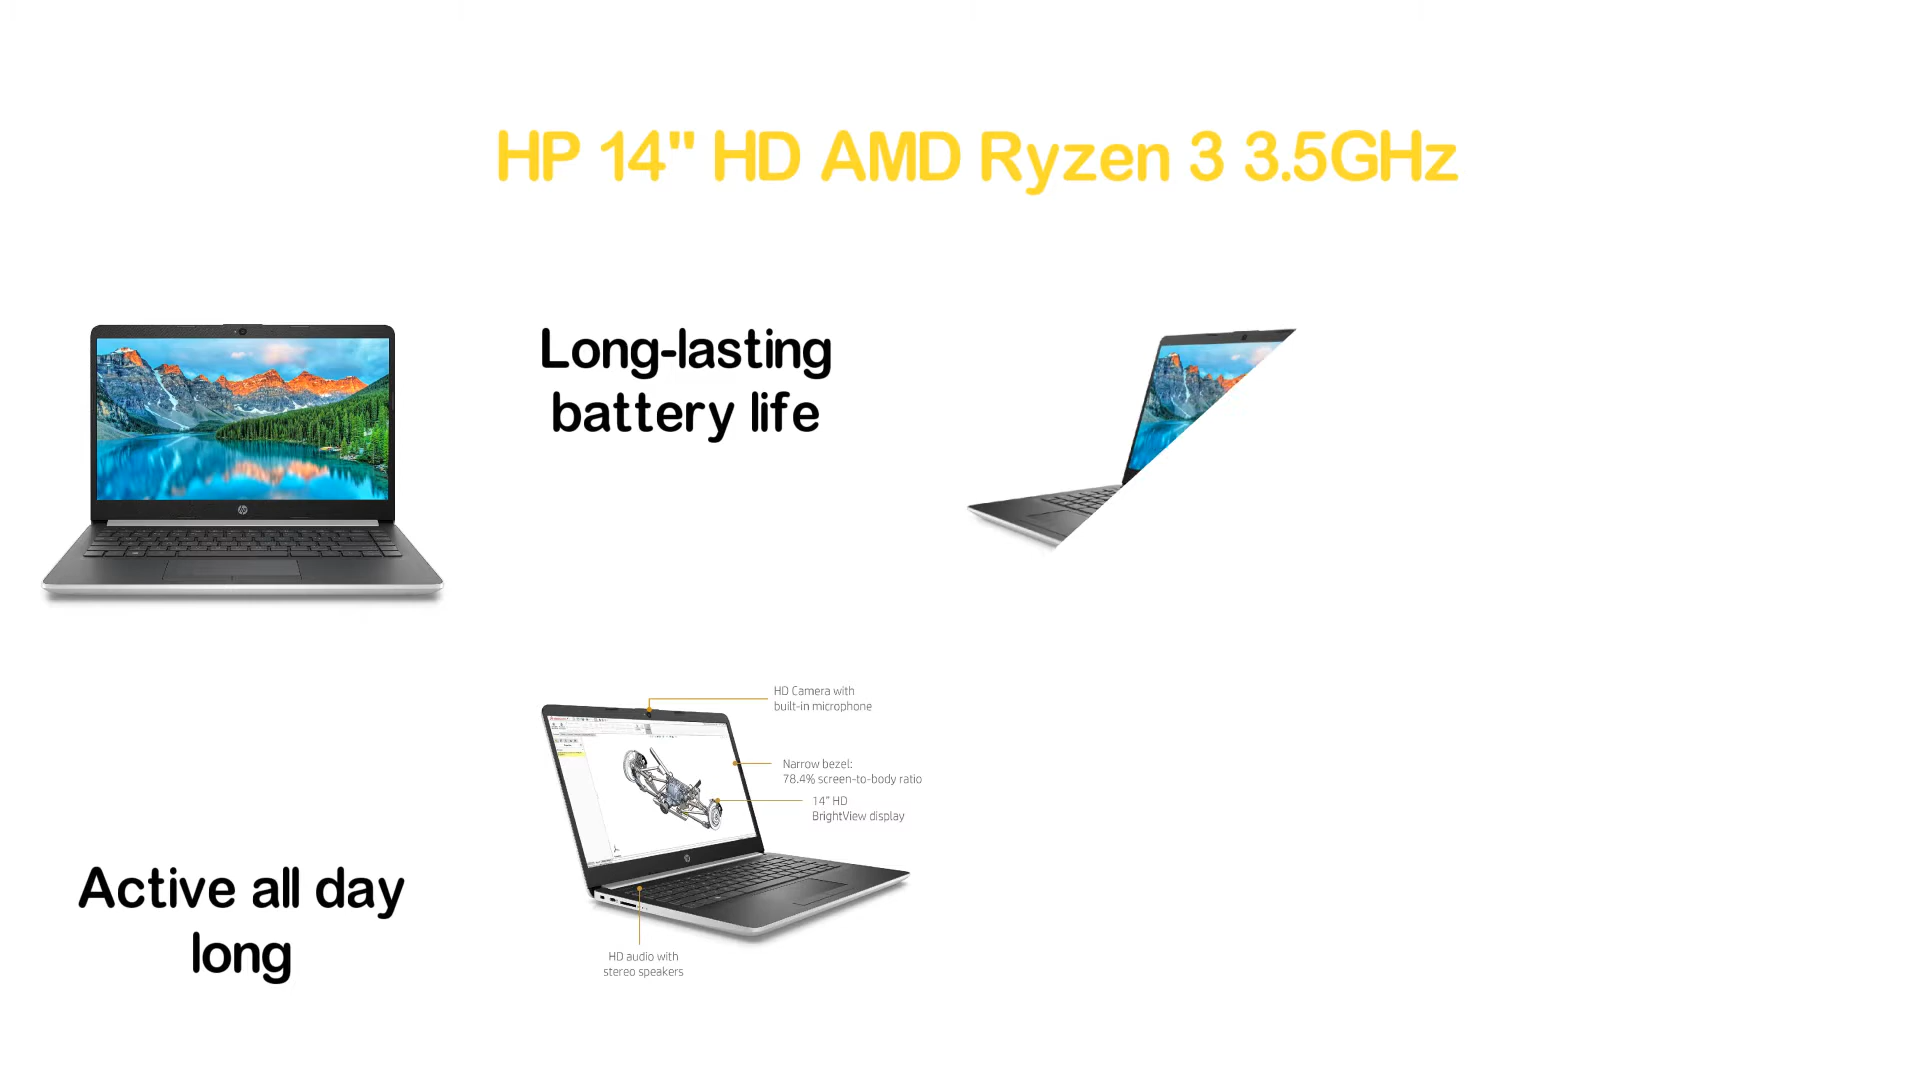 HP 14" HD AMD Ryzen 3 3.5GHz
Long-lasting
battery life
HD Camera with
built-in microphone
Narrow bezel:
78.4% screen-to-body ratio
14" HD
BrightView display
Active all day
long
HD audio with
stereo speakers